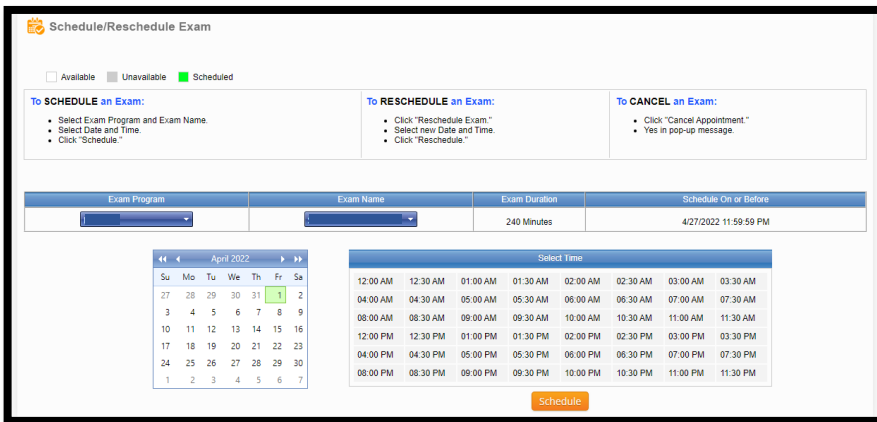 Schedule/Reschedule Exam
Available Unavailable Scheduled
To SCHEDULE an Exam:
• Select Exam Program and Exam Name.
• Select Date and Time.
• Click "Schedule."
To RESCHEDULE an Exam:
• Click "Reschedule Exam."
• Select new Date and Time.
• Click "Reschedule."
To CANCEL an Exam:
• Click "Cancel Appointment."
• Yes in pop-up message.
Exam Program Exam Name Exam Duration Schedule On or Before
240 Minutes 4/27/2022 11:59:59 PM
April 2022
Su Mo Tu We Th Fr Sa
27 28 29 30 31 1 2
3 4 5 6 7 8 9
10 11 12 13 14 15 16
17 18 19 20 21 22 23
24 25 26 27 28 29 30
1 2 3 4 5 6 7
Select Time
12:00 AM 12:30 AM 01:00 AM 01:30 AM 02:00 AM 02:30 AM 03:00 AM 03:30 AM
04:00 AM 04:30 AM 05:00 AM 05:30 AM 06:00 AM 06:30 AM 07:00 AM 07:30 AM
08:00 AM 08:30 AM 09:00 AM 09:30 AM 10:00 AM 10:30 AM 11:00 AM 11:30 AM
12:00 PM 12:30 PM 01:00 PM 01:30 PM 02:00 PM 02:30 PM 03:00 PM 03:30 PM
04:00 PM 04:30 PM 05:00 PM 05:30 PM 06:00 PM 06:30 PM 07:00 PM 07:30 PM
08:00 PM 08:30 PM 09:00 PM 09:30 PM 10:00 PM 10:30 PM 11:00 PM 11:30 PM
Schedule